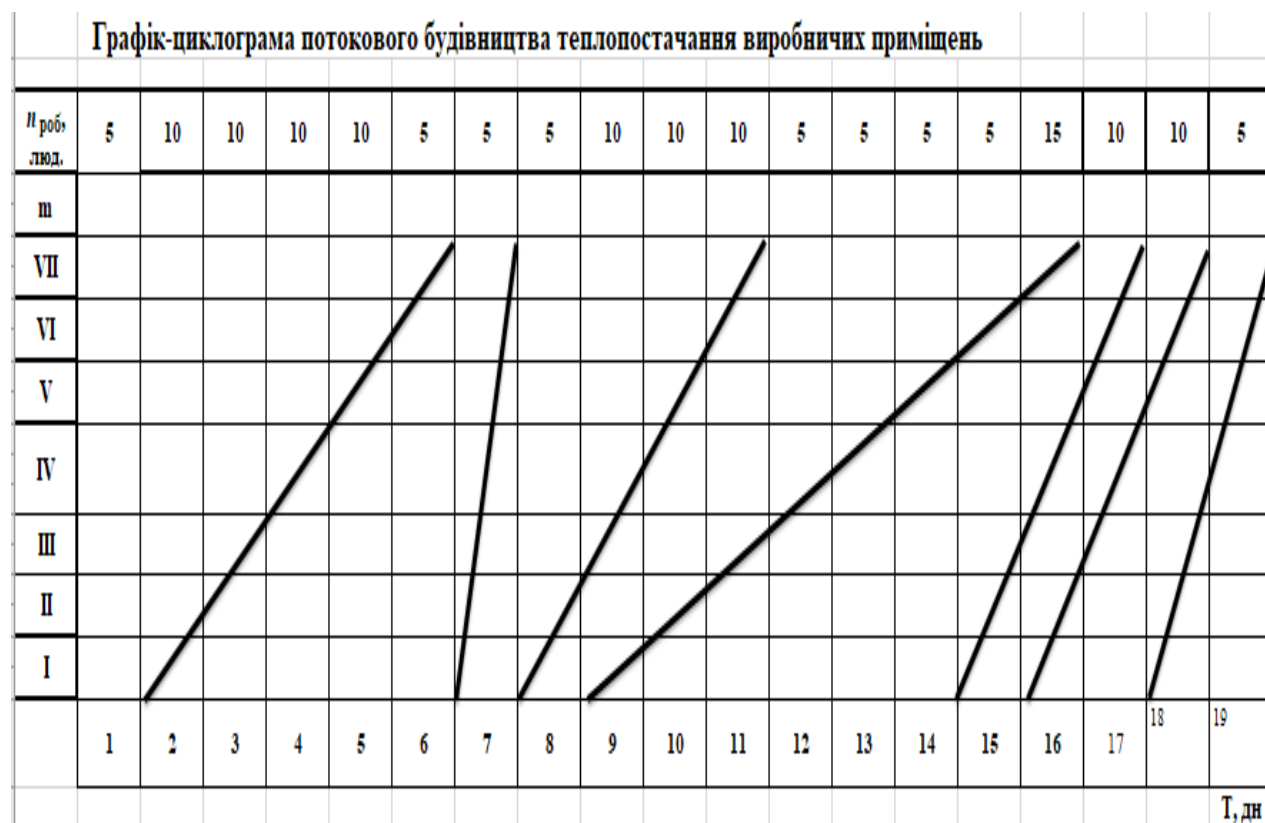 Графік-циклограма потокового будівництва теплопостачання виробничих приміщень
n роб, люд. 5 10 10 10 10 5 5 5 10 10 10 5 5 5 5 15 10 10 5
m
VII
VI
V
IV
III
II
I
1 2 3 4 5 6 7 8 9 10 11 12 13 14 15 16 17 18 19
Т, дн